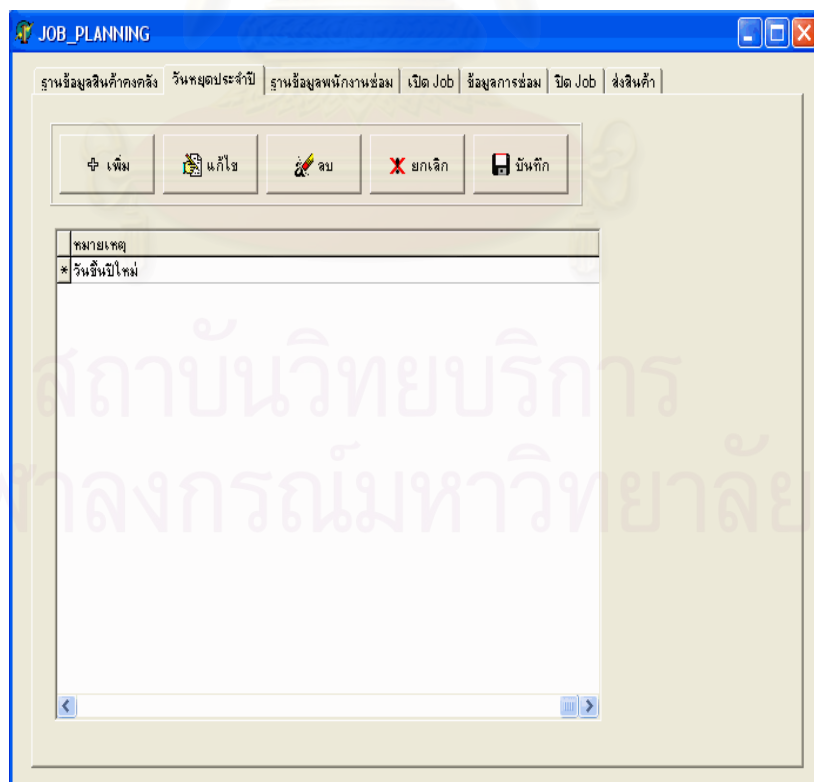 JOB_PLANNING
ฐานข้อมูลสินค้าคงคลัง วันหยุดประจำปี ฐานข้อมูลพนักงานซ่อม เปิด Job ข้อมูลการซ่อม ปิด Job ส่งสินค้า
เพิ่ม แก้ไข ลบ ยกเลิก บันทึก
หมายเหตุ
* วันขึ้นปีใหม่
สถาบันวิทยบริการ
ฬาลงกรณ์มหาวิทยาลัย